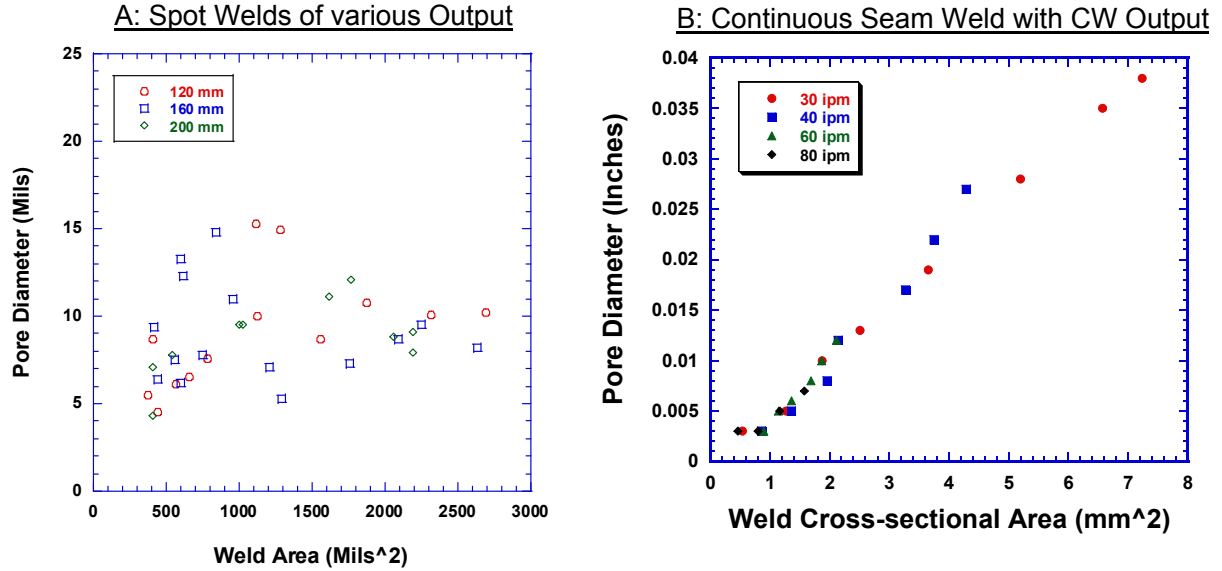 A: Spot Welds of various Output
25
20
15
10
5
0
0 500 1000 1500 2000 2500 3000
Pore Diameter (Mils)
Weld Area (Mils^2)
120 mm
160 mm
200 mm
B: Continuous Seam Weld with CW Output
0.04
0.035
0.03
0.025
0.02
0.015
0.01
0.005
0
0 1 2 3 4 5 6 7 8
Pore Diameter (Inches)
Weld Cross-sectional Area (mm^2)
30 ipm
40 ipm
60 ipm
80 ipm